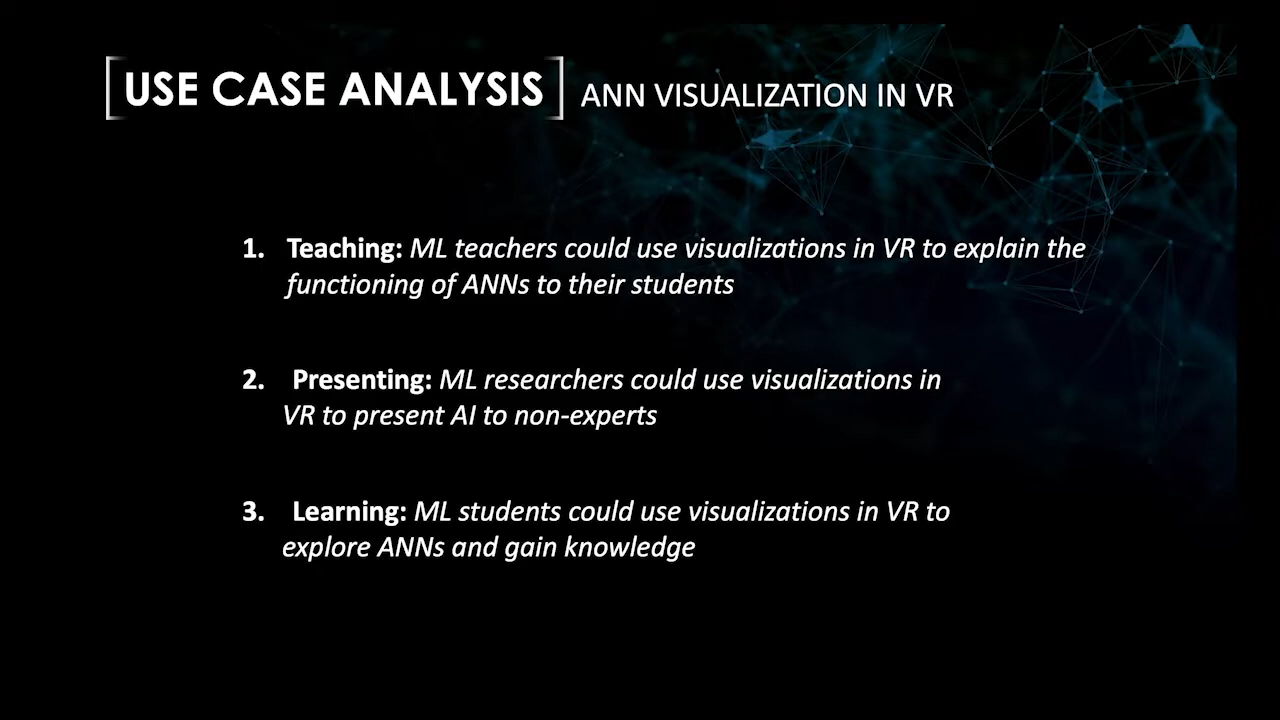 [USE CASE ANALYSIS] ANN VISUALIZATION IN VR
1. Teaching: ML teachers could use visualizations in VR to explain the
functioning of ANNs to their students
2. Presenting: ML researchers could use visualizations in
VR to present AI to non-experts
3. Learning: ML students could use visualizations in VR to
explore ANNs and gain knowledge